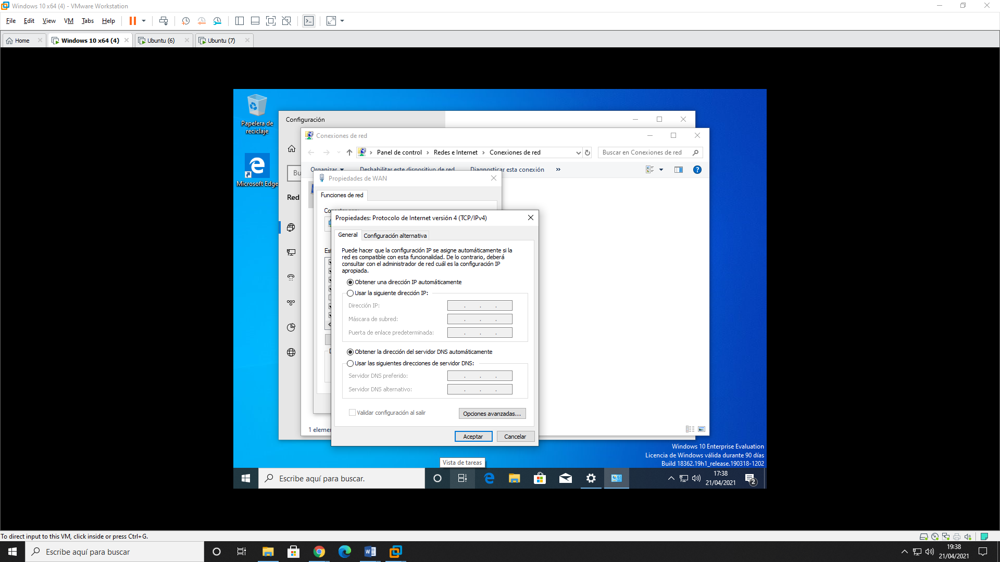 Windows 10 x64 (4) - VMware Workstation
File Edit View VM Tabs Help
Home
Windows 10 x64 (4)
Ubuntu (6)
Ubuntu (7)
Papelera de
reciclaje
Microsoft Edge
Configuración
Bu
Red
Conexiones de red
Panel de control > Redes e Internet > Conexiones de red
Buscar en Conexiones de red
Organizar
Deshabilitar este dispositivo de red
Diagnosticar esta conexión
»
Propiedades de WAN
Funciones de red
Propiedades: Protocolo de Internet versión 4 (TCP/IPv4)
General
Configuración alternativa
Puede hacer que la configuración IP se asigne automáticamente si la
red es compatible con esta funcionalidad. De lo contrario, deberá
consultar con el administrador de red cuál es la configuración IP
apropiada.
Obtener una dirección IP automáticamente
Usar la siguiente dirección IP:
Dirección IP:
Máscara de subred:
Puerta de enlace predeterminada:
Obtener la dirección del servidor DNS automáticamente
Usar las siguientes direcciones de servidor DNS:
Servidor DNS preferido:
Servidor DNS alternativo:
Validar configuración al salir
Opciones avanzadas...
Aceptar
Cancelar
1 elemen
Windows 10 Enterprise Evaluation
Licencia de Windows válida durante 90 días
Build 18362.19h1_release.190318-1202
Vista de tareas
Escribe aquí para buscar.
17:38
21/04/2021
2
To direct input to this VM, click inside or press Ctrl+G.
Escribe aquí para buscar
19:38
21/04/2021